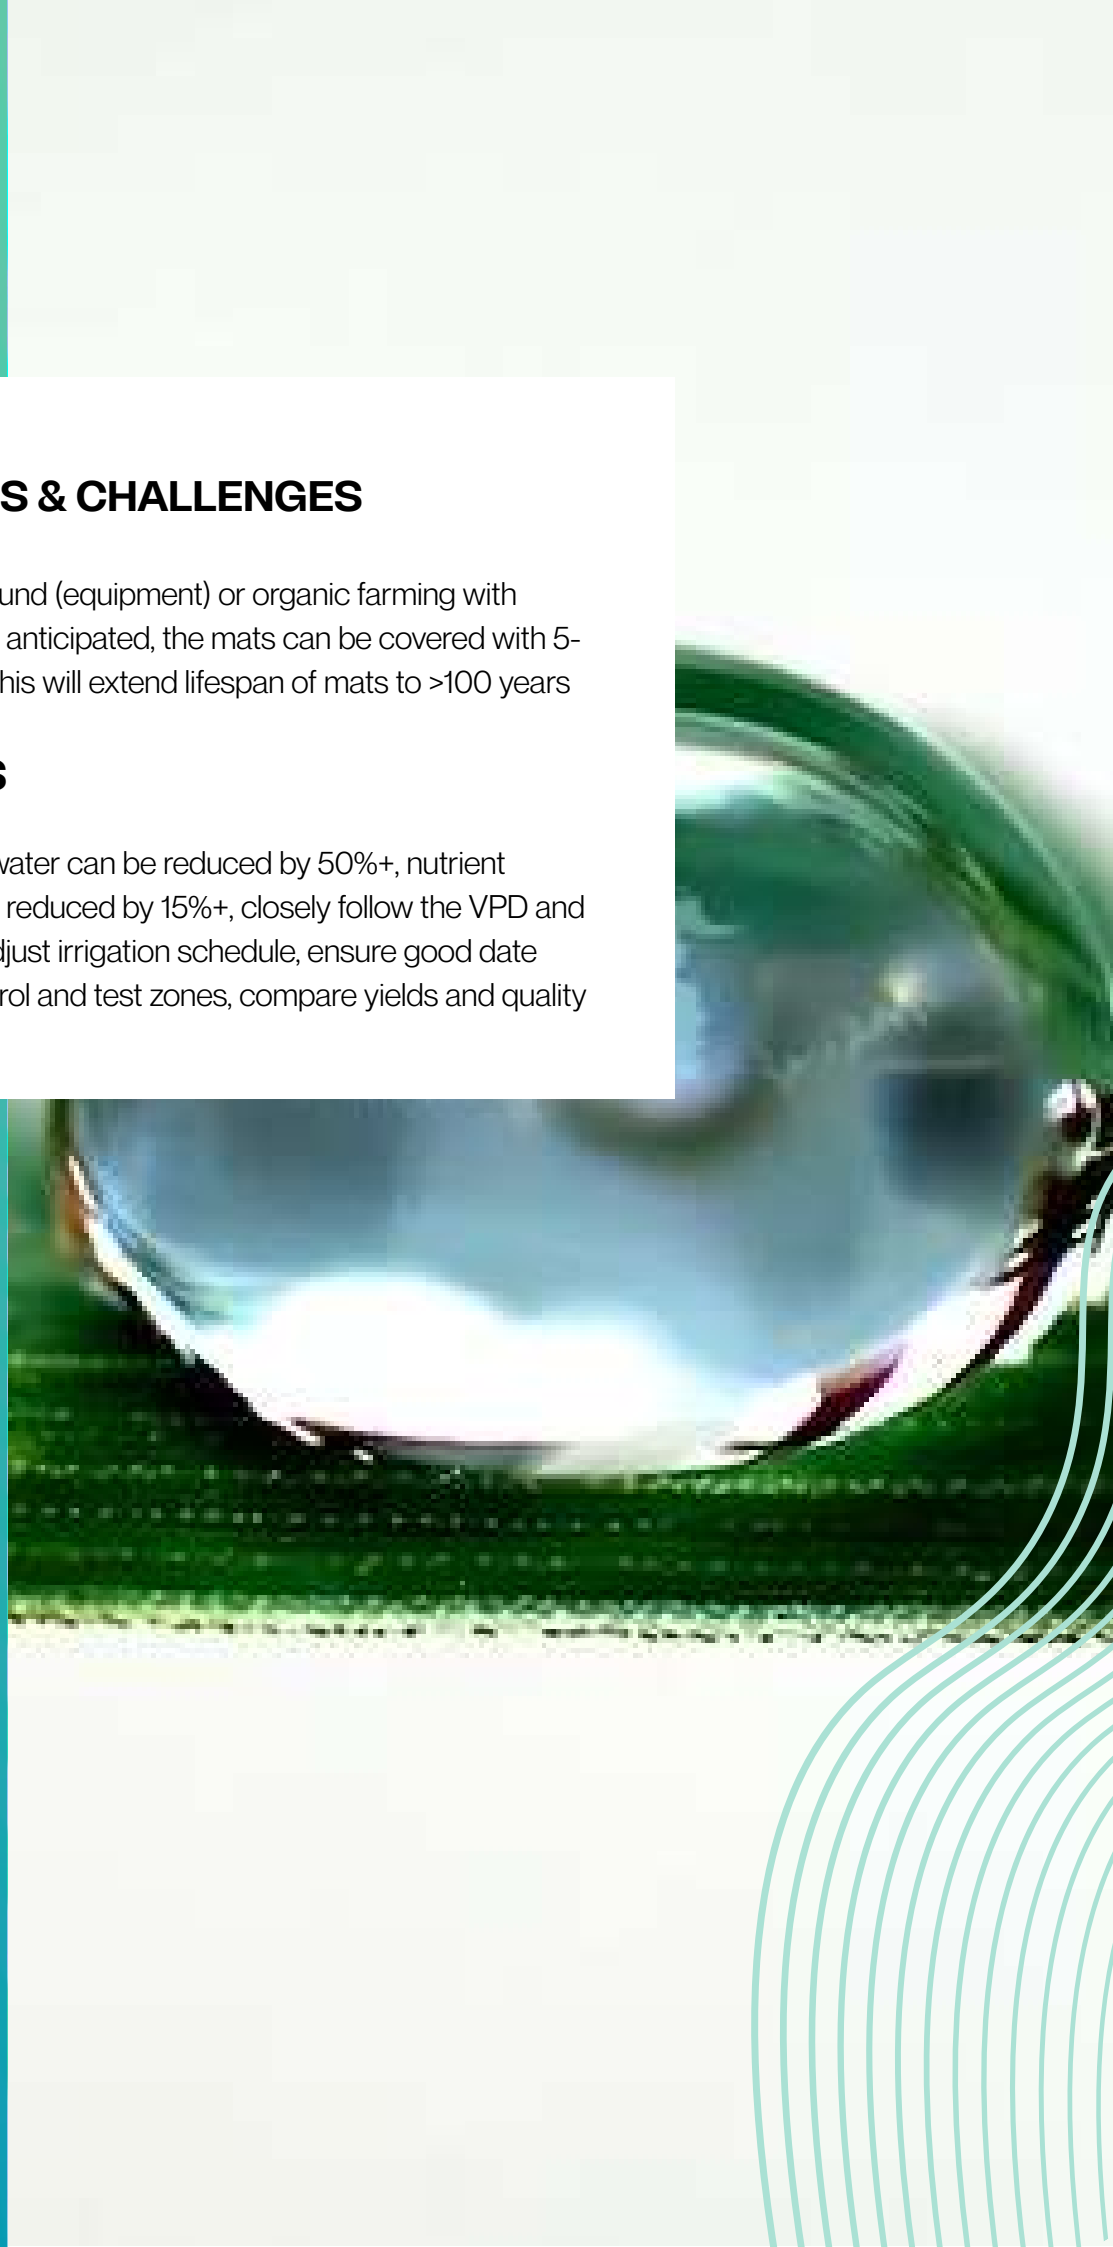 S & CHALLENGES
und (equipment) or organic farming with
anticipated, the mats can be covered with 5-
his will extend lifespan of mats to >100 years
S
water can be reduced by 50%+, nutrient
reduced by 15%+, closely follow the VPD and
djust irrigation schedule, ensure good date
rol and test zones, compare yields and quality